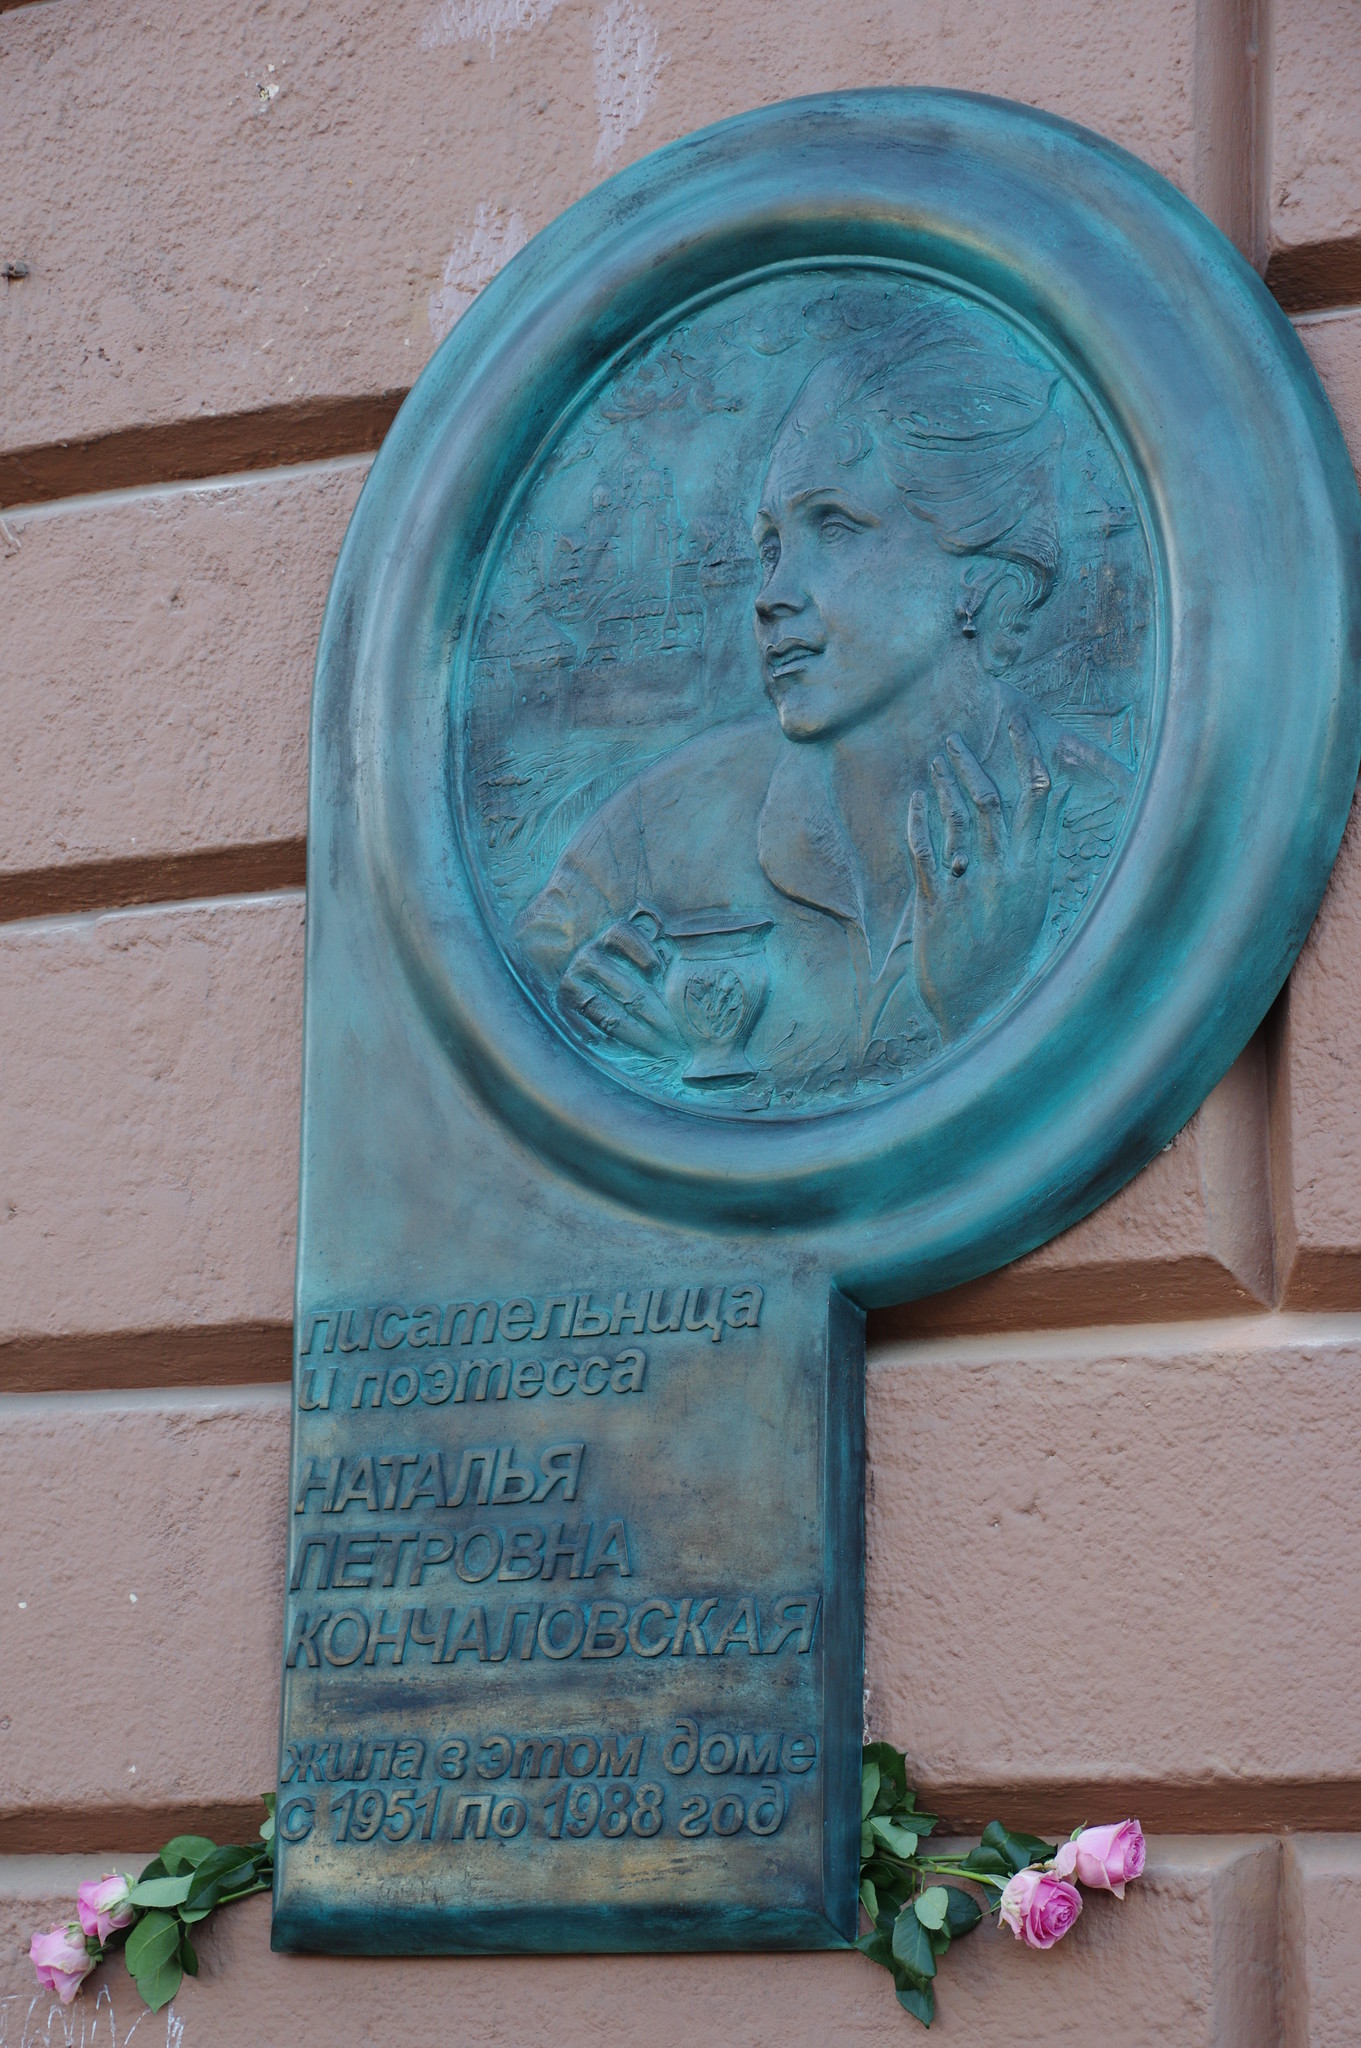 писательница
и поэтесса
НАТАЛЬЯ
ПЕТРОВНА
КОНЧАЛОВСКАЯ
жила в этом доме
с 1951 по 1988 год